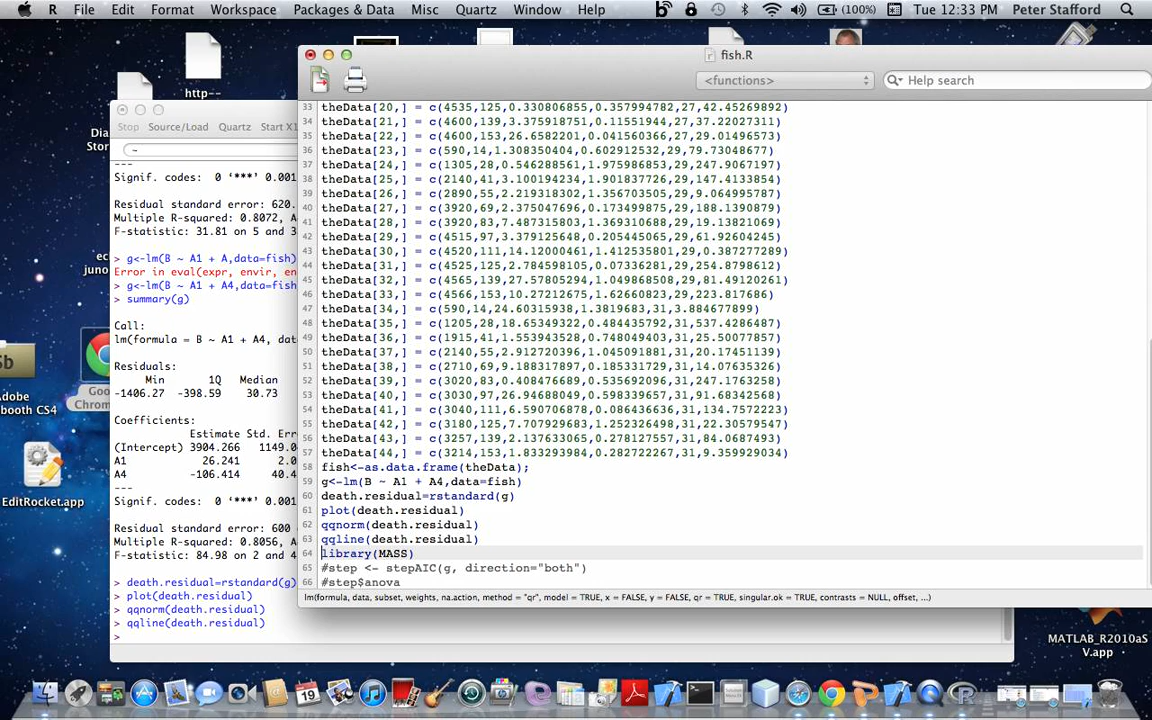 R File Edit Format Workspace Packages & Data Misc Quartz Window Help (100%) Tue 12:33 PM Peter Stafford
http--
Dia
Stor
ec
juno
Sb
Adobe
booth CS4
Goo
Chrom
EditRocket.app
MATLAB_R2010aS
V.app
Stop Source/Load Quartz Start X1
~
---
Signif. codes: 0 ‘***’ 0.001
Residual standard error: 620.
Multiple R-squared: 0.8072, A
F-statistic: 31.81 on 5 and 3
> g<-lm(B ~ A1 + A,data=fish)
Error in eval(expr, envir, en
> g<-lm(B ~ A1 + A4,data=fish
> summary(g)
Call:
lm(formula = B ~ A1 + A4, dat
Residuals:
Min 1Q Median
-1406.27 -398.59 30.73
Coefficients:
Estimate Std. Err
(Intercept) 3904.266 1149.0
A1 26.241 2.0
A4 -106.414 40.4
---
Signif. codes: 0 ‘***’ 0.001
Residual standard error: 600
Multiple R-squared: 0.8056, A
F-statistic: 84.98 on 2 and 4
> death.residual=rstandard(g)
> plot(death.residual)
> qqnorm(death.residual)
> qqline(death.residual)
>
fish.R
<functions>
Help search
33 theData[20,] = c(4535,125,0.330806855,0.357994782,27,42.45269892)
34 theData[21,] = c(4600,139,3.375918751,0.11551944,27,37.22027311)
35 theData[22,] = c(4600,153,26.6582201,0.041560366,27,29.01496573)
36 theData[23,] = c(590,14,1.308350404,0.602912532,29,79.73048677)
37 theData[24,] = c(1305,28,0.546288561,1.975986853,29,247.9067197)
38 theData[25,] = c(2140,41,3.100194234,1.901837726,29,147.4133854)
39 theData[26,] = c(2890,55,2.219318302,1.356703505,29,9.064995787)
40 theData[27,] = c(3920,69,2.375047696,0.173499975,29,188.1390879)
41 theData[28,] = c(3920,83,7.487315803,1.369310688,29,19.13821069)
42 theData[29,] = c(4515,97,3.379125648,0.205445065,29,61.92604245)
43 theData[30,] = c(4520,111,14.12000461,1.412535801,29,0.387277289)
44 theData[31,] = c(4525,125,2.784598105,0.07336281,29,254.8798612)
45 theData[32,] = c(4565,139,27.57805294,1.049868508,29,81.49120261)
46 theData[33,] = c(4566,153,10.27212675,1.62660823,29,223.817686)
47 theData[34,] = c(590,14,24.60315938,1.3819683,31,3.884677899)
48 theData[35,] = c(1205,28,18.65349322,0.484435792,31,537.4286487)
49 theData[36,] = c(1915,41,1.553943528,0.748049403,31,25.50077857)
50 theData[37,] = c(2140,55,2.912720396,1.045091881,31,20.17451139)
51 theData[38,] = c(2710,69,9.188317897,0.185331729,31,14.07635326)
52 theData[39,] = c(3020,83,0.408476689,0.535692096,31,247.1763258)
53 theData[40,] = c(3030,97,26.94688049,0.598339657,31,91.68342568)
54 theData[41,] = c(3040,111,6.590706878,0.086436636,31,134.7572223)
55 theData[42,] = c(3180,125,7.707929683,1.252326498,31,22.30579547)
56 theData[43,] = c(3257,139,2.137633065,0.278127557,31,84.0687493)
57 theData[44,] = c(3214,153,1.833293984,0.282722267,31,9.359929034)
58 fish<-as.data.frame(theData);
59 g<-lm(B ~ A1 + A4,data=fish)
60 death.residual=rstandard(g)
61 plot(death.residual)
62 qqnorm(death.residual)
63 qqline(death.residual)
64 library(MASS)
65 #step <- stepAIC(g, direction="both")
66 #step$anova
lm(formula, data, subset, weights, na.action, method = "qr", model = TRUE, x = FALSE, y = FALSE, qr = TRUE, singular.ok = TRUE, contrasts = NULL, offset, ...)